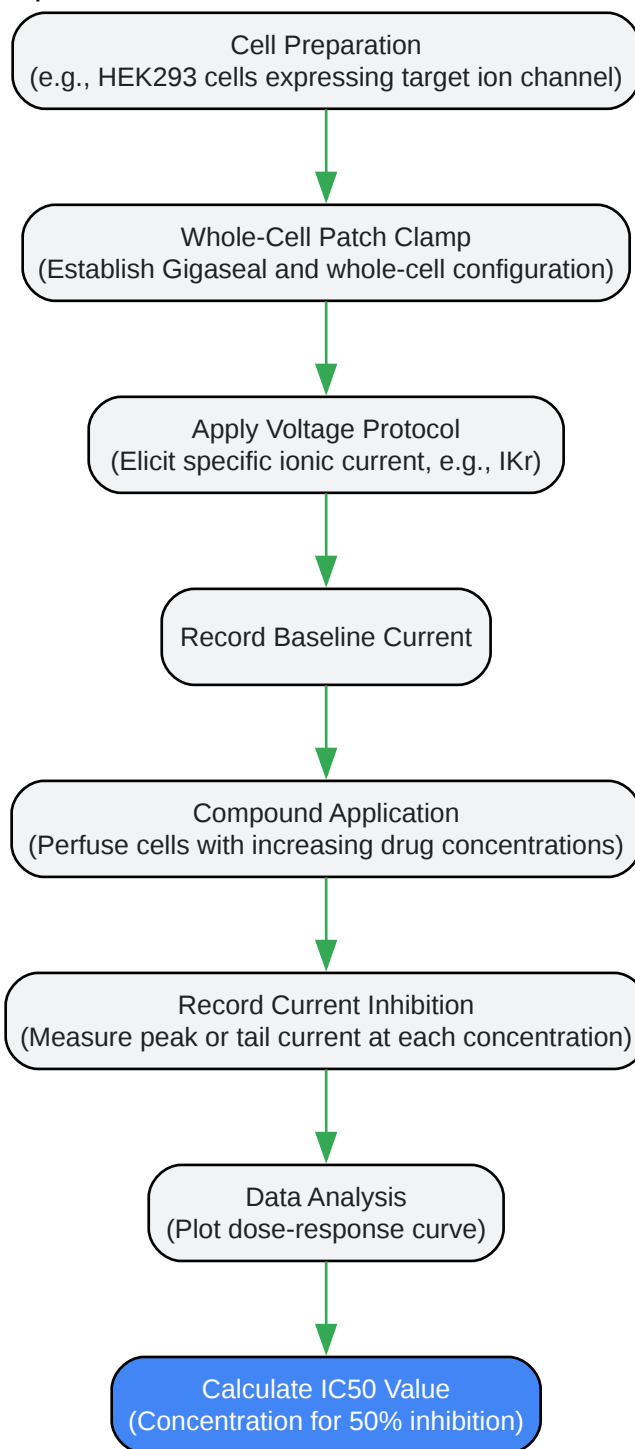 Cell Preparation
(e.g., HEK293 cells expressing target ion channel)
Whole-Cell Patch Clamp
(Establish Gigaseal and whole-cell configuration)
Apply Voltage Protocol
(Elicit specific ionic current, e.g., IKr)
Record Baseline Current
Compound Application
(Perfuse cells with increasing drug concentrations)
Record Current Inhibition
(Measure peak or tail current at each concentration)
Data Analysis
(Plot dose-response curve)
Calculate IC50 Value
(Concentration for 50% inhibition)